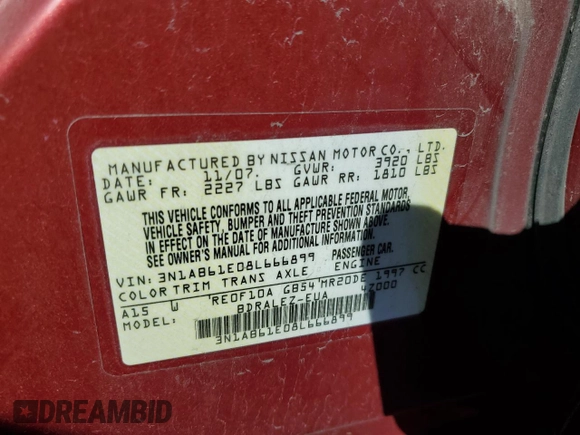 MANUFACTURED BY NISSAN MOTOR CO., LTD.
DATE: 11/07. GVWR: 3920 LBS
GAWR FR: 2227 LBS GAWR RR: 1810 LBS
THIS VEHICLE CONFORMS TO ALL APPLICABLE FEDERAL MOTOR
VEHICLE SAFETY, BUMPER AND THEFT PREVENTION STANDARDS
IN EFFECT ON THE DATE OF MANUFACTURE SHOWN ABOVE.
SEE OWNER'S MANUAL FOR ADDITIONAL INFORMATION.
VIN: 3N1AB61E08L666899 PASSENGER CAR.
COLOR TRIM TRANS AXLE ENGINE
A15 W RE0F10A GB54 MR20DE 1997 CC
MODEL: BDRALEZ-EUA 4Z000
3N1AB61E08L666899
DREAMBID